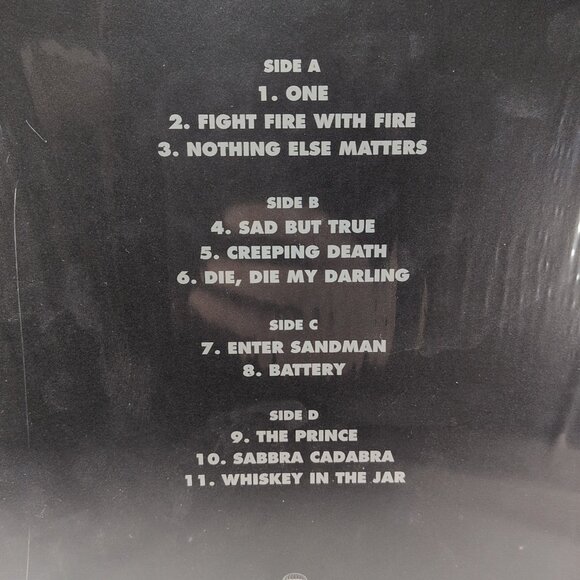 SIDE A
1. ONE
2. FIGHT FIRE WITH FIRE
3. NOTHING ELSE MATTERS
SIDE B
4. SAD BUT TRUE
5. CREEPING DEATH
6. DIE, DIE MY DARLING
SIDE C
7. ENTER SANDMAN
8. BATTERY
SIDE D
9. THE PRINCE
10. SABBRA CADABRA
11. WHISKEY IN THE JAR